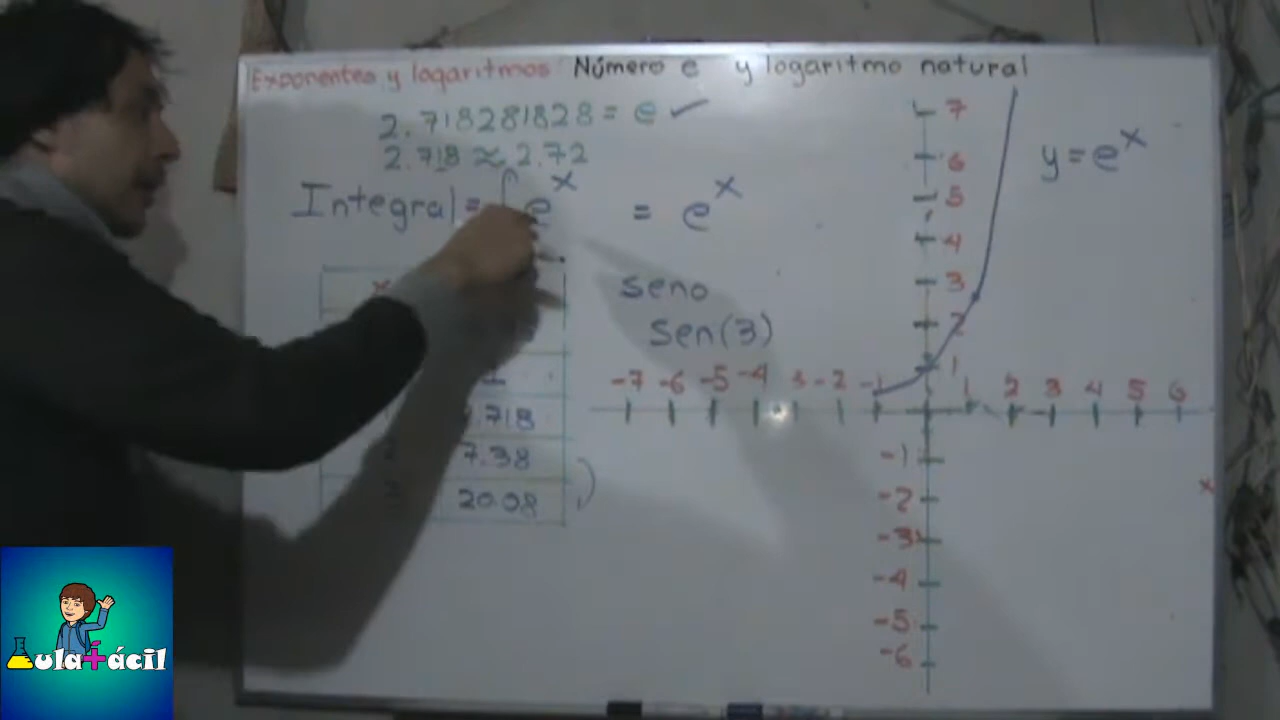 Exponentes y logaritmos Número e y logaritmo natural
2.718281828 = e ✓
2.718 ≈ 2.72
Integral = ∫ e^x = e^x
y = e^x
seno
sen(3)
x
.718
7.38
20.08
7
6
5
4
3
2
1
-7 -6 -5 -4 3 -2 -1 1 2 3 4 5 6
x
-1
-2
-3
-4
-5
-6
Aula+ácil